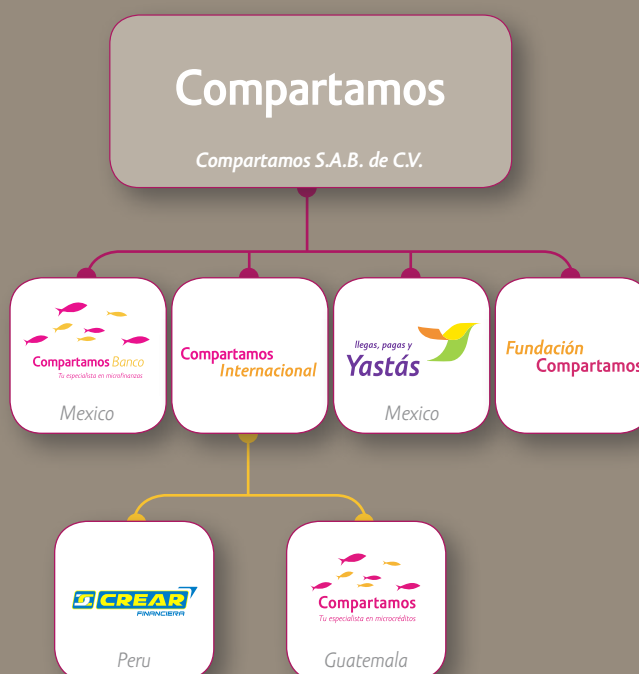 Compartamos
Compartamos S.A.B. de C.V.
Compartamos Banco
Tu especialista en microfinanzas
Mexico
Compartamos
Internacional
llegas, pagas y
Yastás
Mexico
Fundación
Compartamos
CREAR
FINANCIERA
Peru
Compartamos
Tu especialista en microcréditos
Guatemala